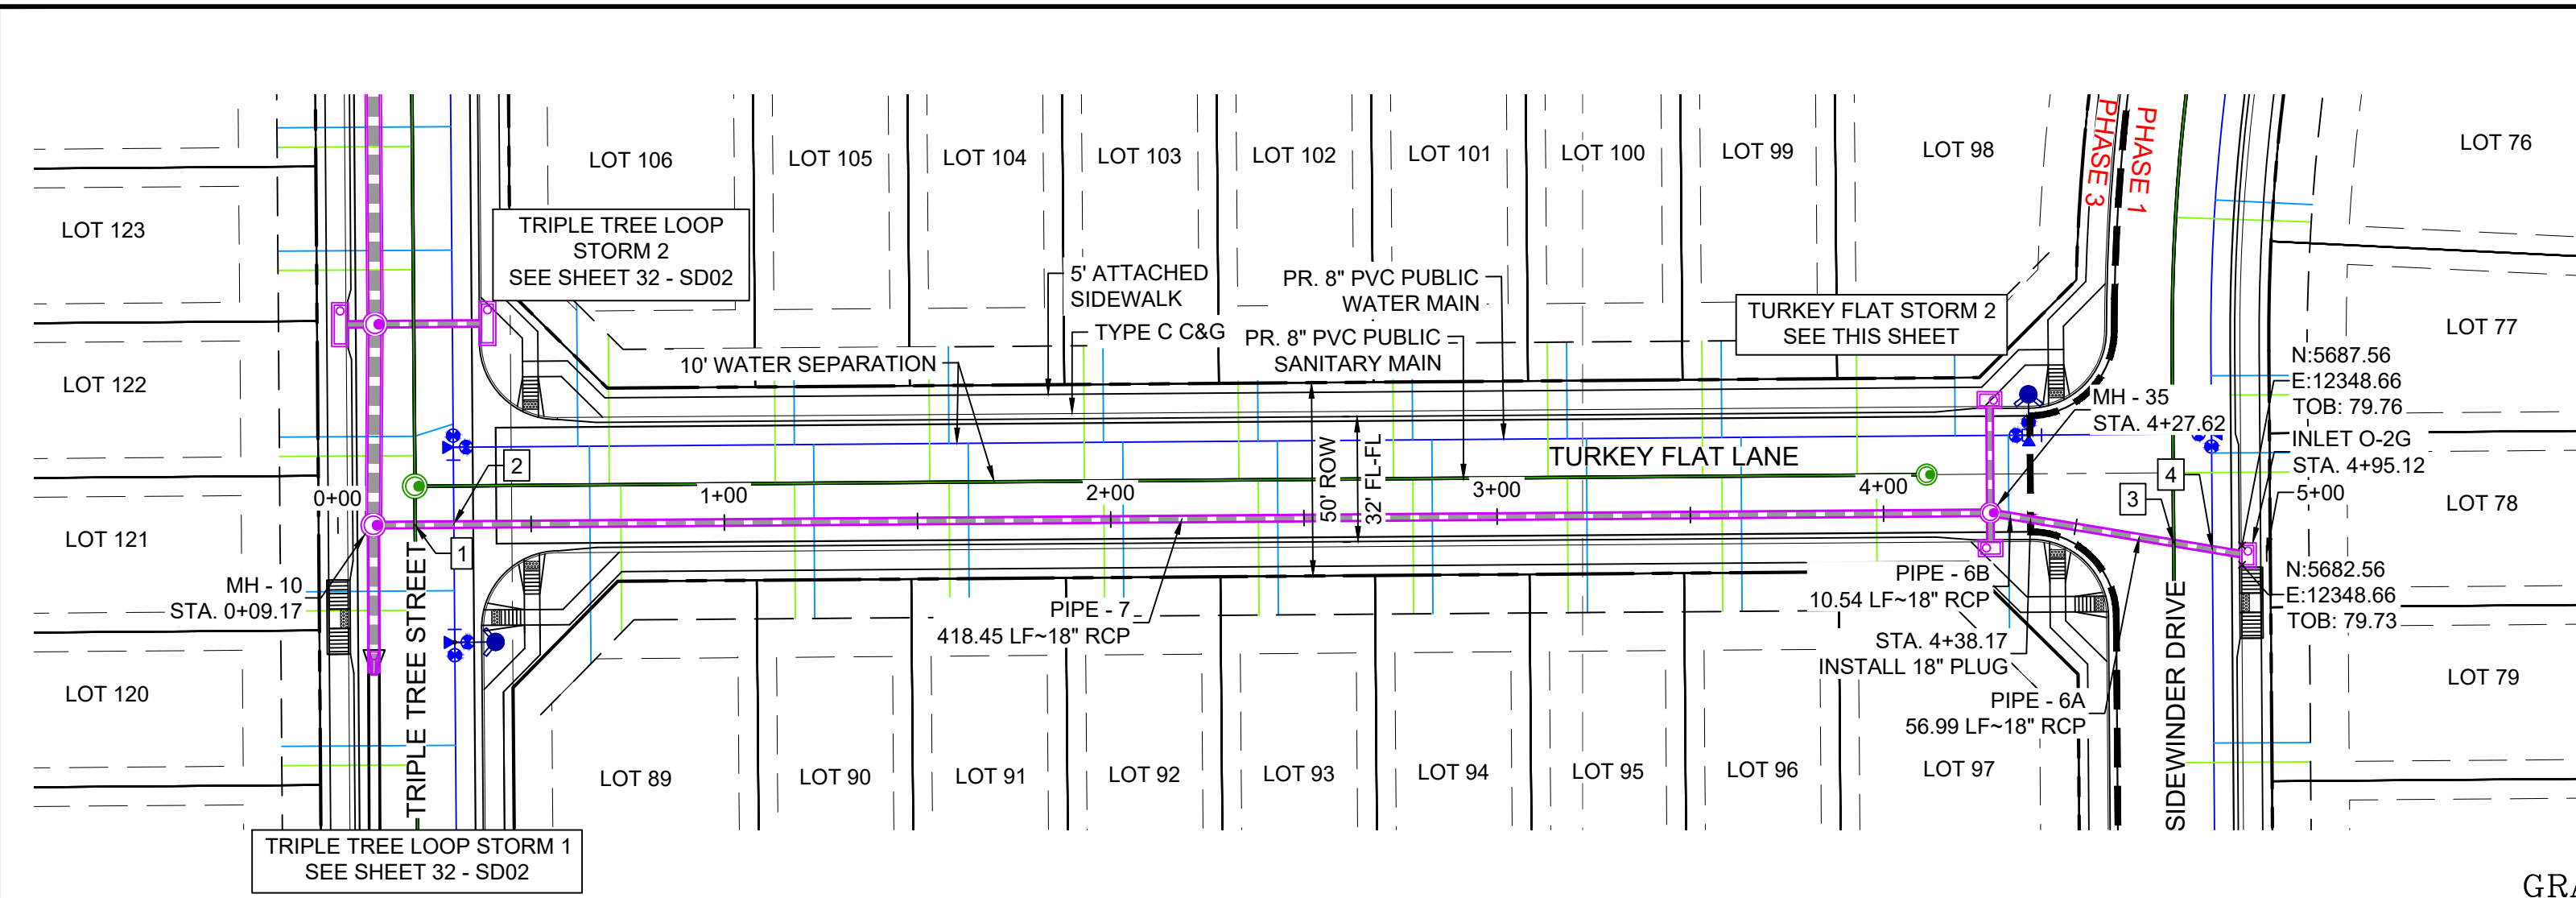 LOT 106
LOT 105
LOT 104
LOT 103
LOT 102
LOT 101
LOT 100
LOT 99
LOT 98
PHASE 3
PHASE 1
LOT 76
LOT 123
TRIPLE TREE LOOP
STORM 2
SEE SHEET 32 - SD02
5' ATTACHED
SIDEWALK
TYPE C C&G
10' WATER SEPARATION
PR. 8" PVC PUBLIC
WATER MAIN
PR. 8" PVC PUBLIC
SANITARY MAIN
TURKEY FLAT STORM 2
SEE THIS SHEET
LOT 77
N:5687.56
E:12348.66
TOB: 79.76
INLET O-2G
STA. 4+95.12
5+00
LOT 122
MH - 35
STA. 4+27.62
50' ROW
32' FL-FL
TURKEY FLAT LANE
0+00
1+00
2+00
3+00
4+00
1
2
3
4
LOT 78
LOT 121
MH - 10
STA. 0+09.17
TRIPLE TREE STREET
PIPE - 7
418.45 LF~18" RCP
PIPE - 6B
10.54 LF~18" RCP
STA. 4+38.17
INSTALL 18" PLUG
PIPE - 6A
56.99 LF~18" RCP
SIDEWINDER DRIVE
N:5682.56
E:12348.66
TOB: 79.73
LOT 120
LOT 79
LOT 89
LOT 90
LOT 91
LOT 92
LOT 93
LOT 94
LOT 95
LOT 96
LOT 97
TRIPLE TREE LOOP STORM 1
SEE SHEET 32 - SD02
GRA